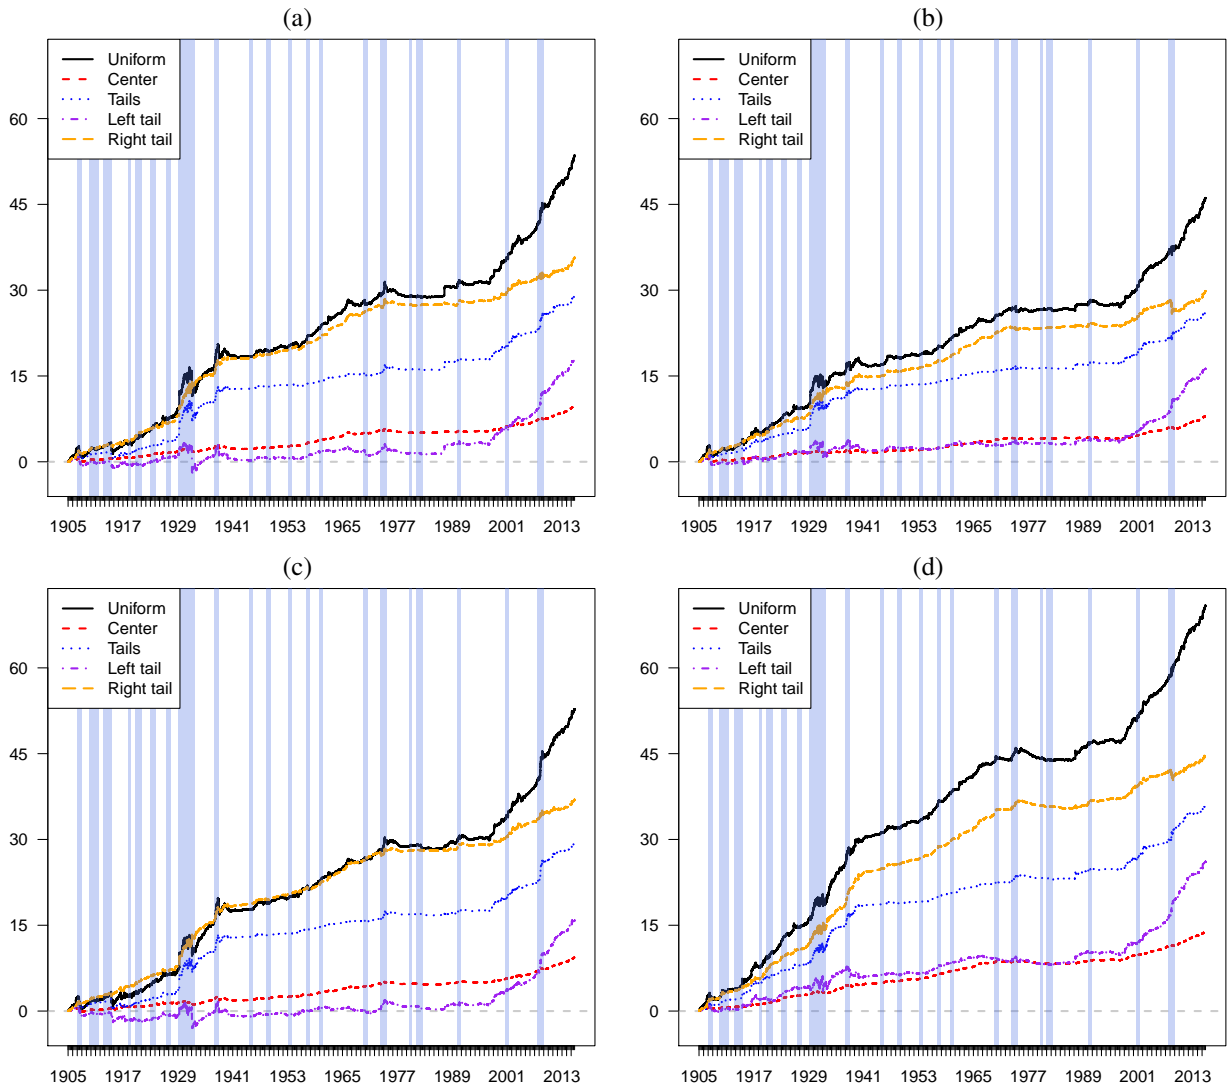 (a)
Uniform
Center
Tails
Left tail
Right tail
60
45
30
15
0
1905 1917 1929 1941 1953 1965 1977 1989 2001 2013
(b)
Uniform
Center
Tails
Left tail
Right tail
60
45
30
15
0
1905 1917 1929 1941 1953 1965 1977 1989 2001 2013
(c)
Uniform
Center
Tails
Left tail
Right tail
60
45
30
15
0
1905 1917 1929 1941 1953 1965 1977 1989 2001 2013
(d)
Uniform
Center
Tails
Left tail
Right tail
60
45
30
15
0
1905 1917 1929 1941 1953 1965 1977 1989 2001 2013